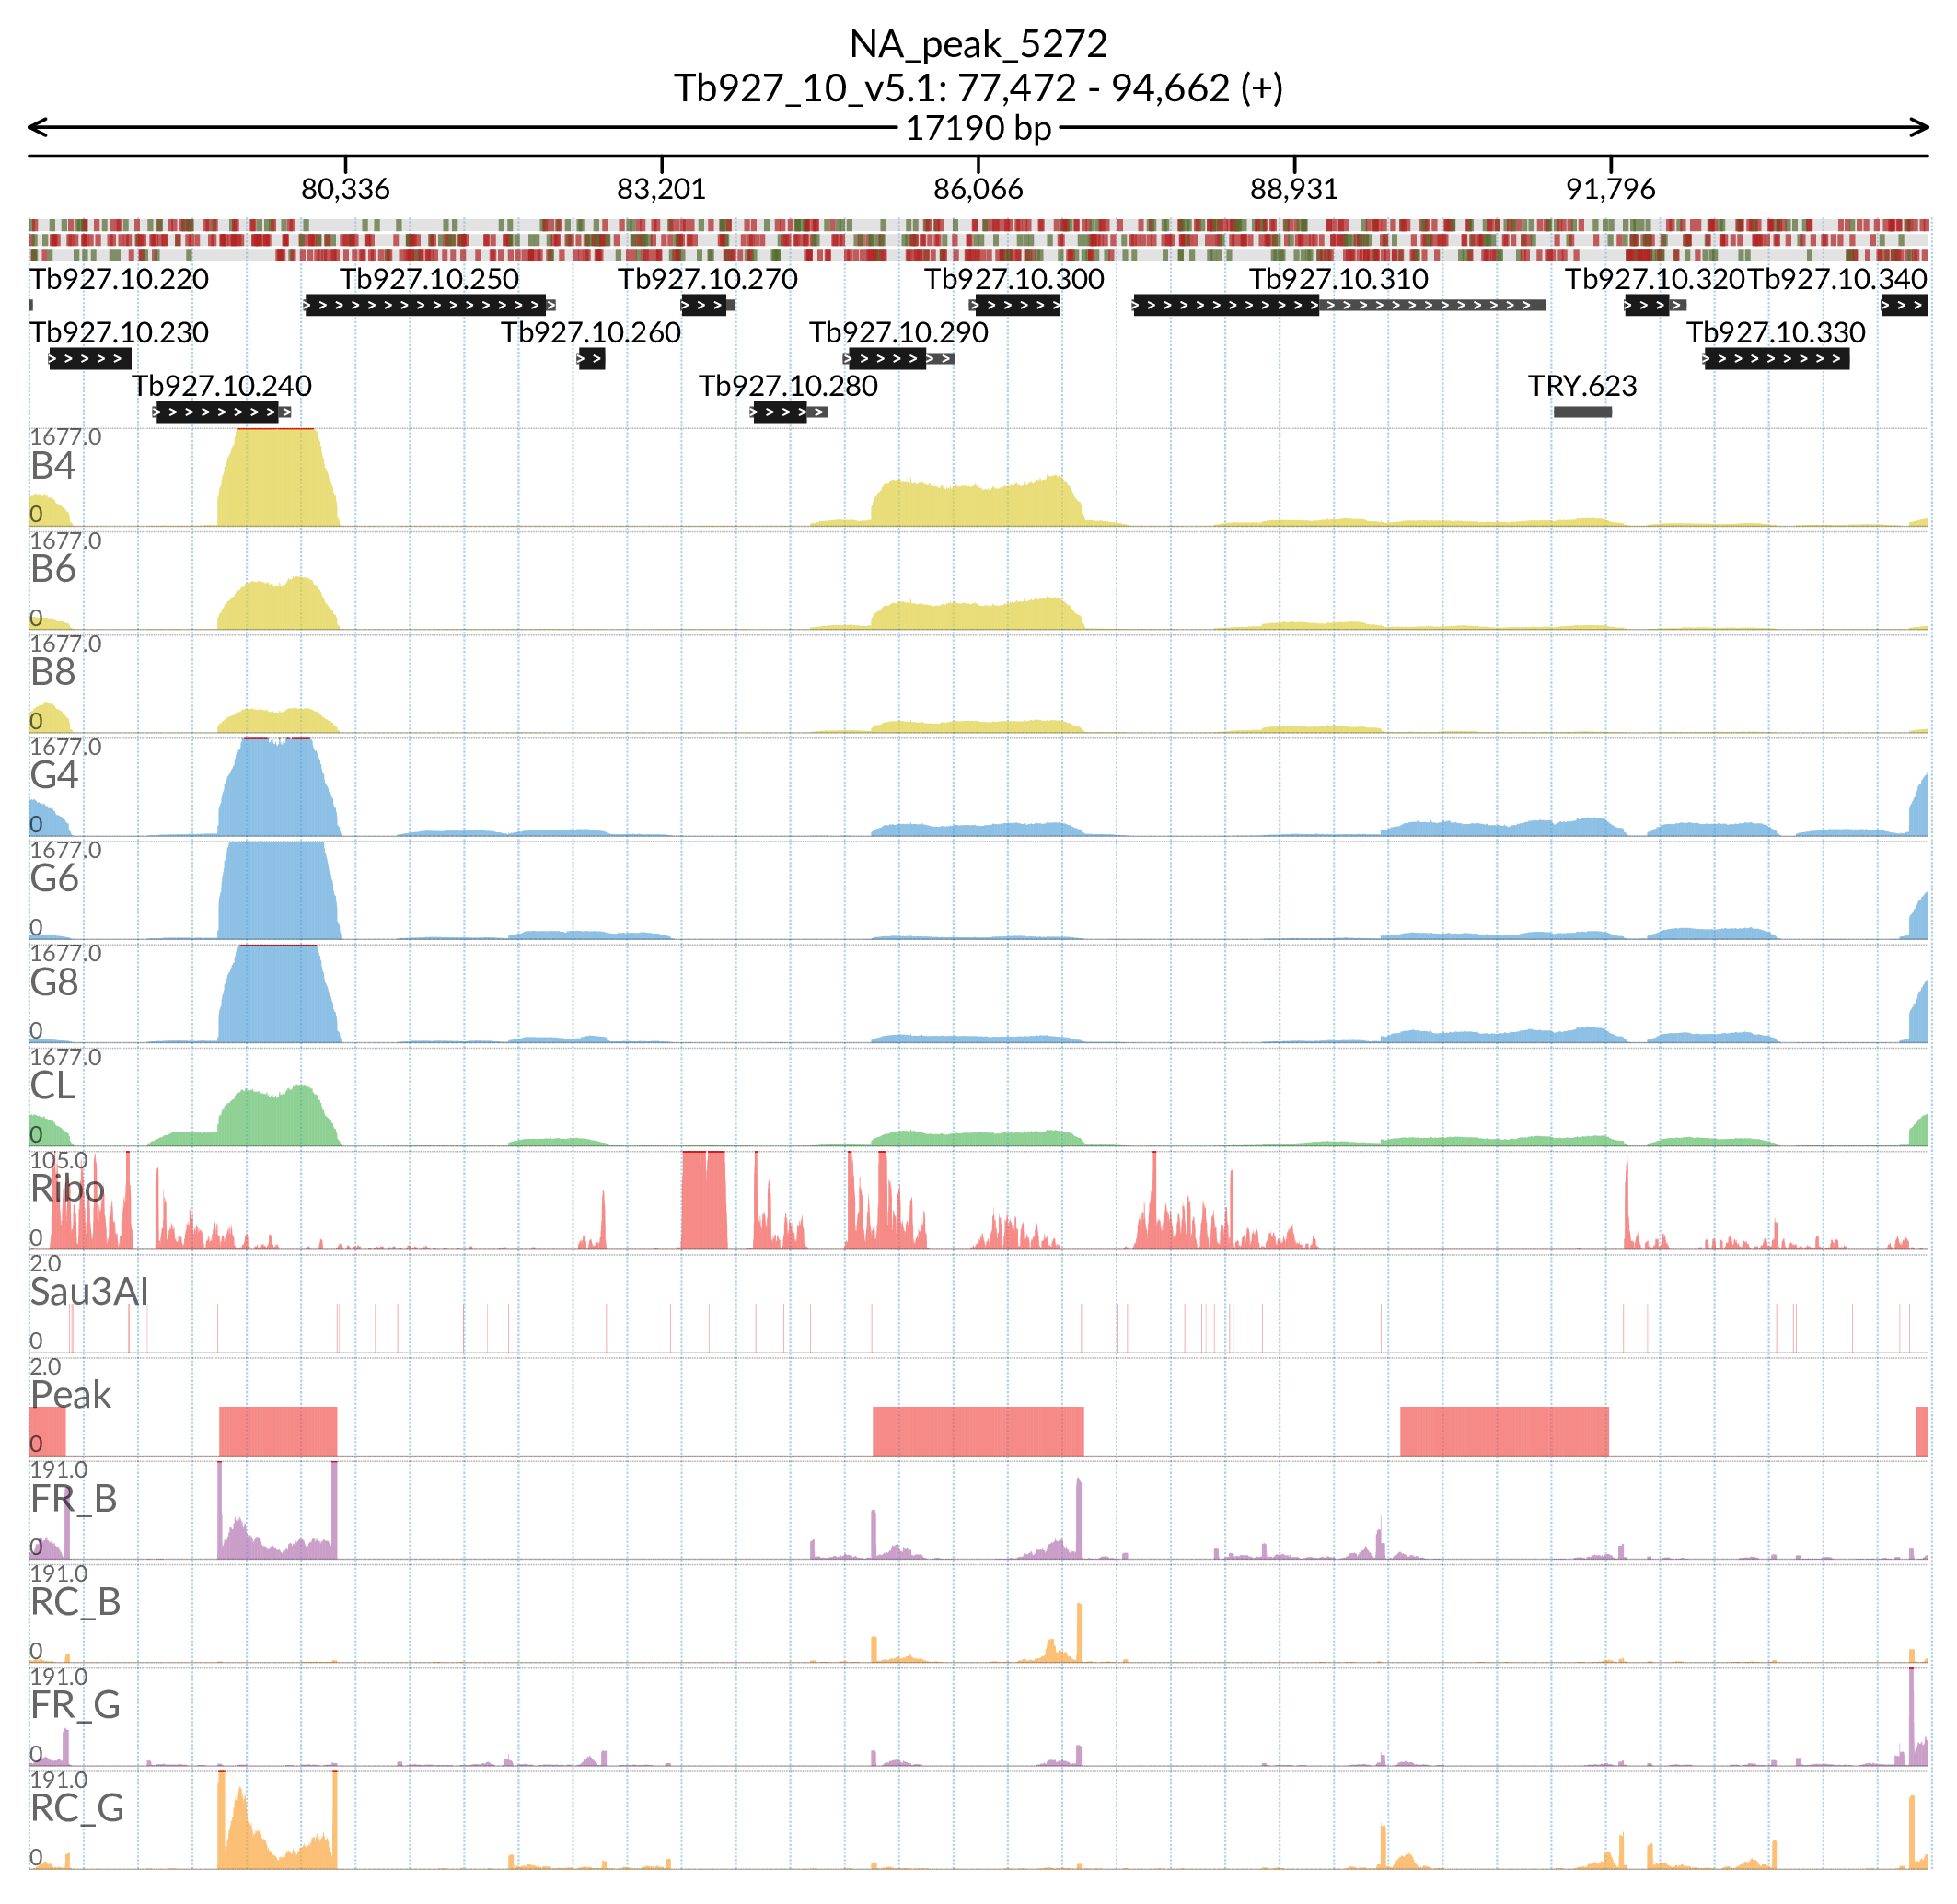 NA_peak_5272
Tb927_10_v5.1: 77,472 - 94,662 (+)
17190 bp
80,336 83,201 86,066 88,931 91,796
Tb927.10.220 Tb927.10.250 Tb927.10.270 Tb927.10.300 Tb927.10.310 Tb927.10.320 Tb927.10.340
Tb927.10.230 Tb927.10.260 Tb927.10.290 Tb927.10.330
Tb927.10.240 Tb927.10.280 TRY.623
1677.0
B4
0
1677.0
B6
0
1677.0
B8
0
1677.0
G4
0
1677.0
G6
0
1677.0
G8
0
1677.0
CL
0
105.0
Ribo
0
2.0
Sau3AI
0
2.0
Peak
0
191.0
FR_B
0
191.0
RC_B
0
191.0
FR_G
0
191.0
RC_G
0